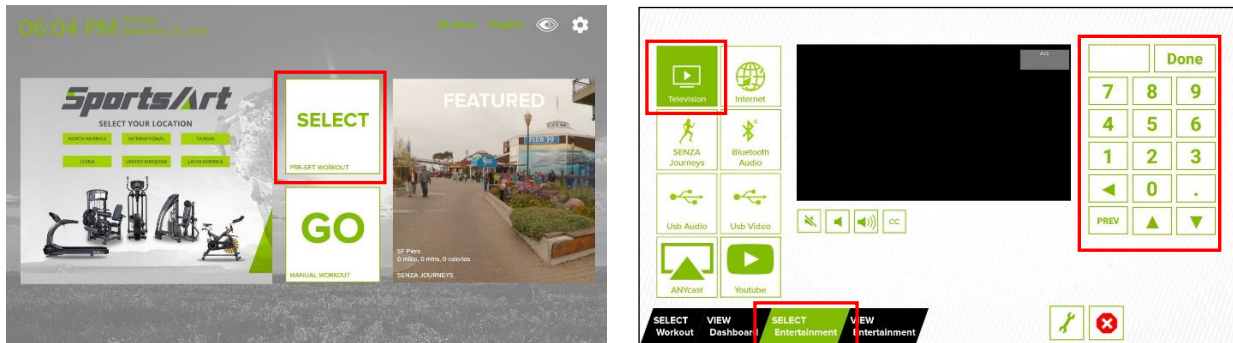 06:04 PM
SportsArt
SELECT YOUR LOCATION
NORTH AMERICA INTERNATIONAL TAIWAN
CHINA UNITED KINGDOM LATIN AMERICA
SELECT
PRE-SET WORKOUT
GO
MANUAL WORKOUT
FEATURED
PIER 39
SF Piers
0 miles, 0 mins, 0 calories
SENZA JOURNEYS
Television
Internet
SENZA
Journeys
Bluetooth
Audio
Usb Audio
Usb Video
ANYcast
Youtube
CC
Done
7 8 9
4 5 6
1 2 3
0 .
PREV
SELECT
Workout
VIEW
Dashboard
SELECT
Entertainment
VIEW
Entertainment